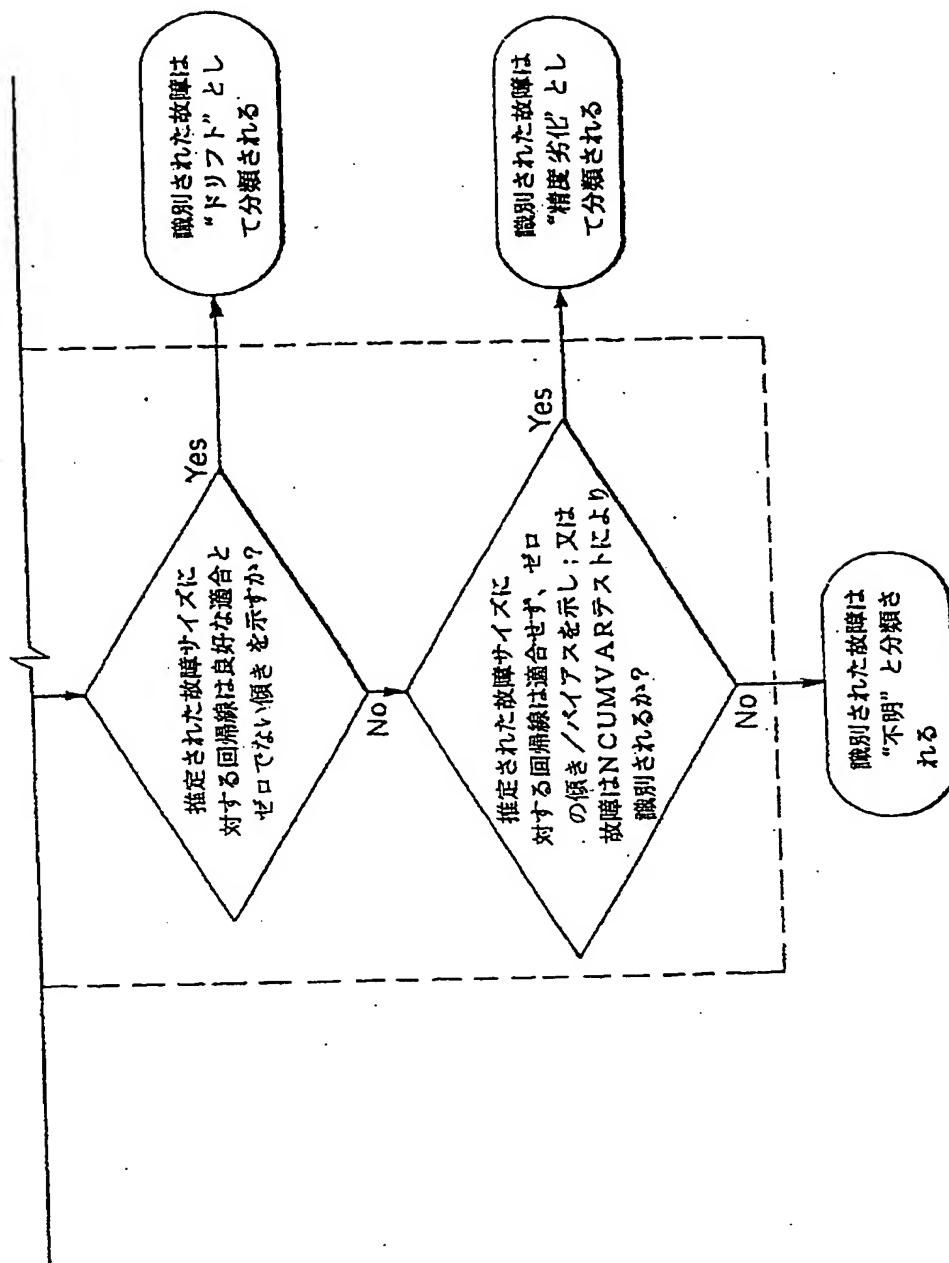 推定された故障サイズに
対する回帰線は良好な適合と
ゼロでない傾きを示すか?
Yes
識別された故障は
“ドリフト”とし
て分類される
No
推定された故障サイズに
対する回帰線は適合せず、ゼロ
の傾き/バイアスを示し;又は
故障はNCUMVARテストにより
識別されるか?
Yes
識別された故障は
“精度劣化”とし
て分類される
No
識別された故障は
“不明”と分類さ
れる